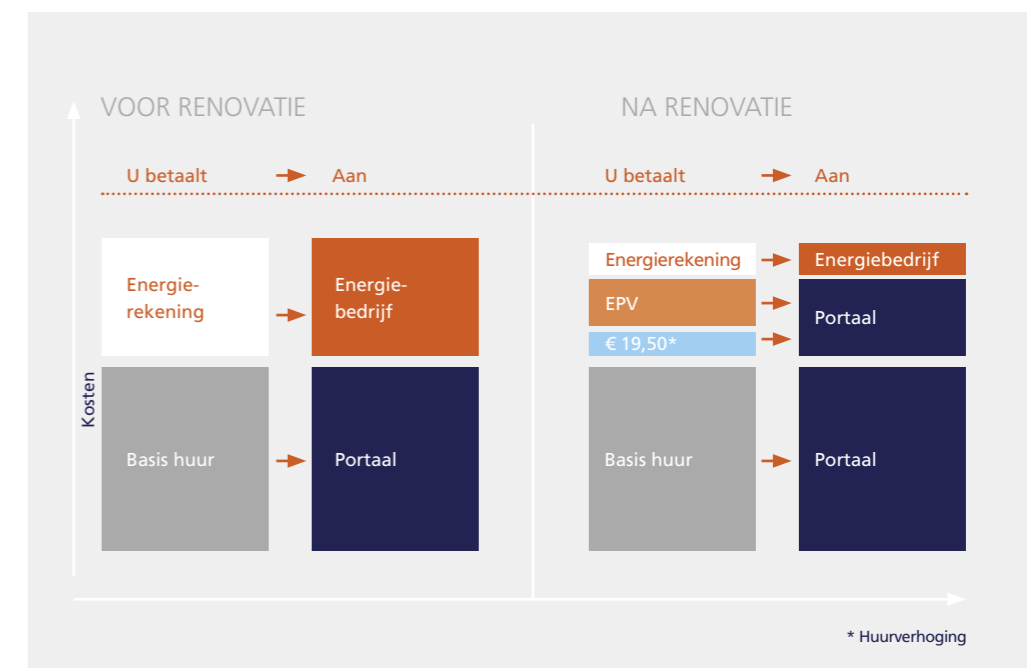 VOOR RENOVATIE
U betaalt Aan
Energie-
rekening
Energie-
bedrijf
Basis huur
Portaal
NA RENOVATIE
U betaalt Aan
Energierekening
Energiebedrijf
EPV
Portaal
€ 19,50*
Basis huur
Portaal
Kosten
* Huurverhoging